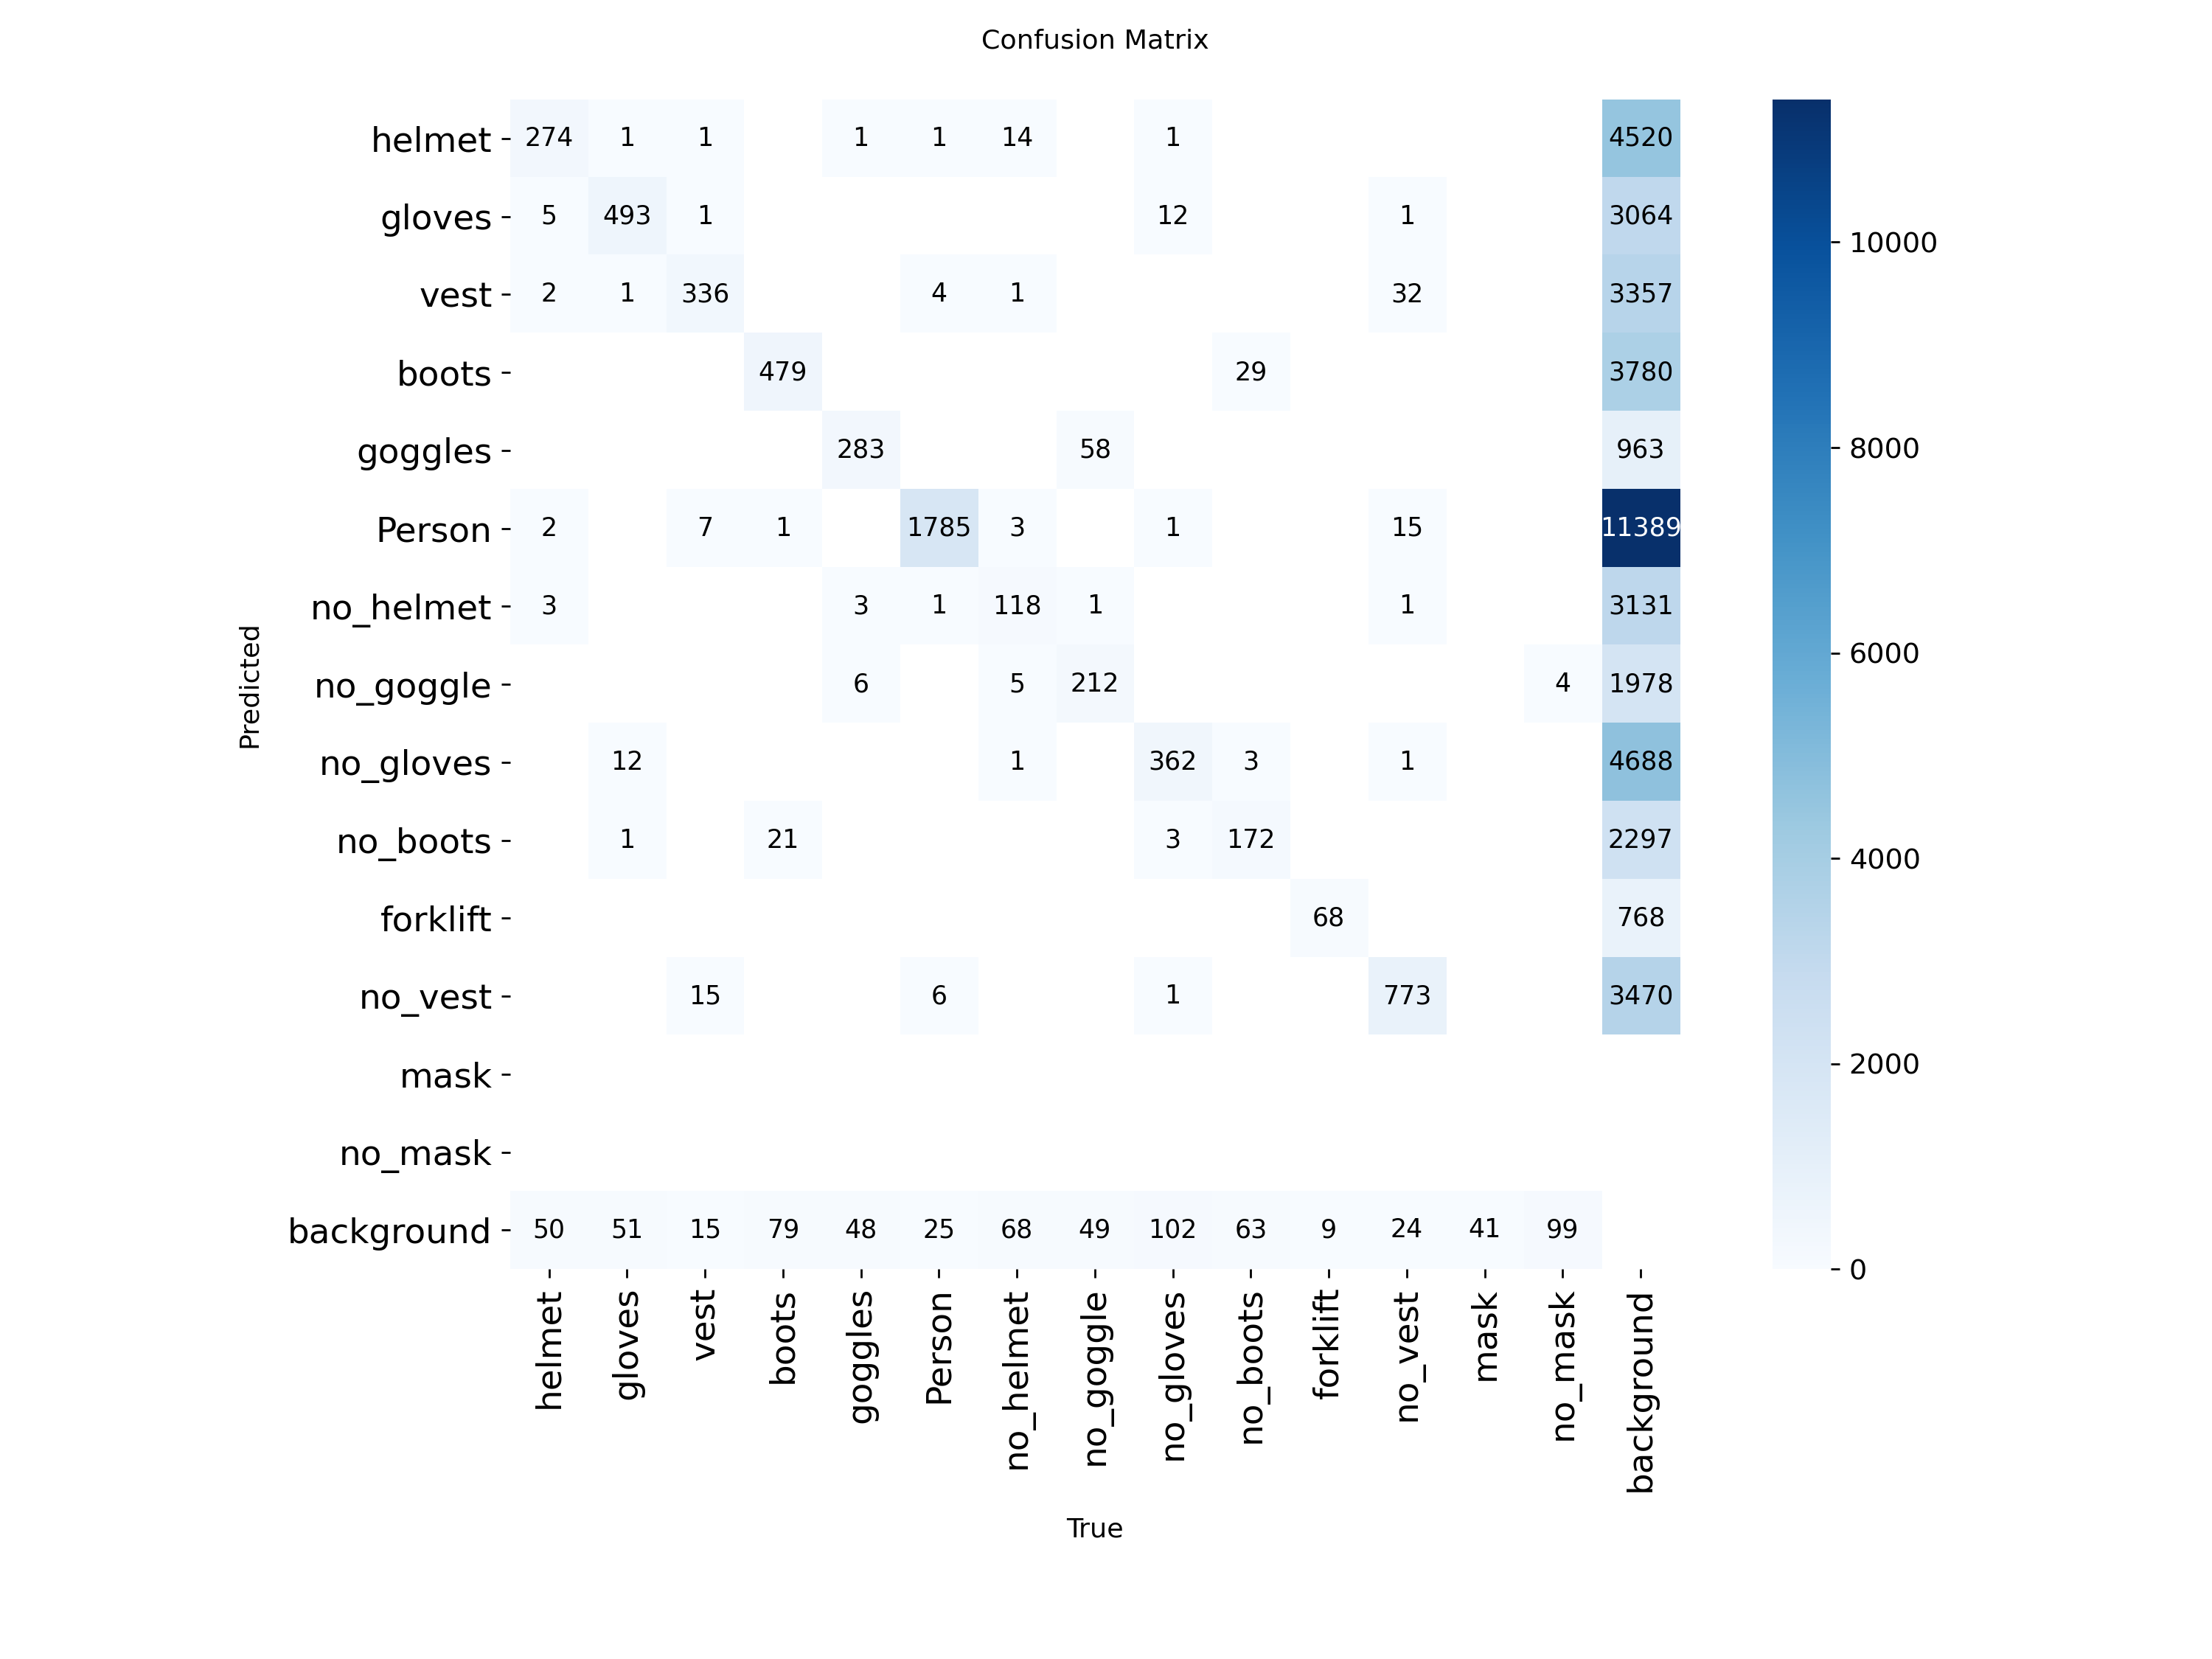 Confusion Matrix
helmet 274 1 1 1 1 14 1 4520
gloves 5 493 1 12 1 3064
10000
vest 2 1 336 4 1 32 3357
boots 479 29 3780
8000
goggles 283 58 963
Person 2 7 1 1785 3 1 15 11389
no_helmet 3 3 1 118 1 1 3131
6000
Predicted
no_goggle 6 5 212 4 1978
no_gloves 12 1 362 3 1 4688
no_boots 1 21 3 172 2297
4000
forklift 68 768
no_vest 15 6 1 773 3470
2000
mask
no_mask
background 50 51 15 79 48 25 68 49 102 63 9 24 41 99
0
helmet gloves vest boots goggles Person no_helmet no_goggle no_gloves no_boots forklift no_vest mask no_mask background
True